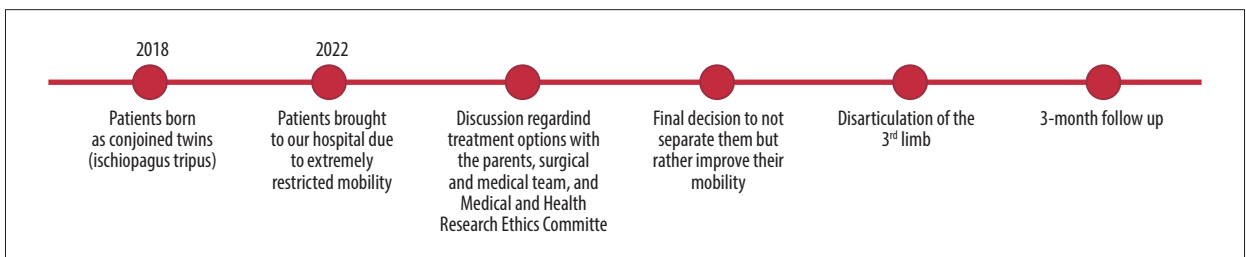 2018
Patients born
as conjoined twins
(ischiopagus tripus)
2022
Patients brought
to our hospital due
to extremely
restricted mobility
Discussion regardind
treatment options with
the parents, surgical
and medical team, and
Medical and Health
Research Ethics Committe
Final decision to not
separate them but
rather improve their
mobility
Disarticulation of the
3rd limb
3-month follow up